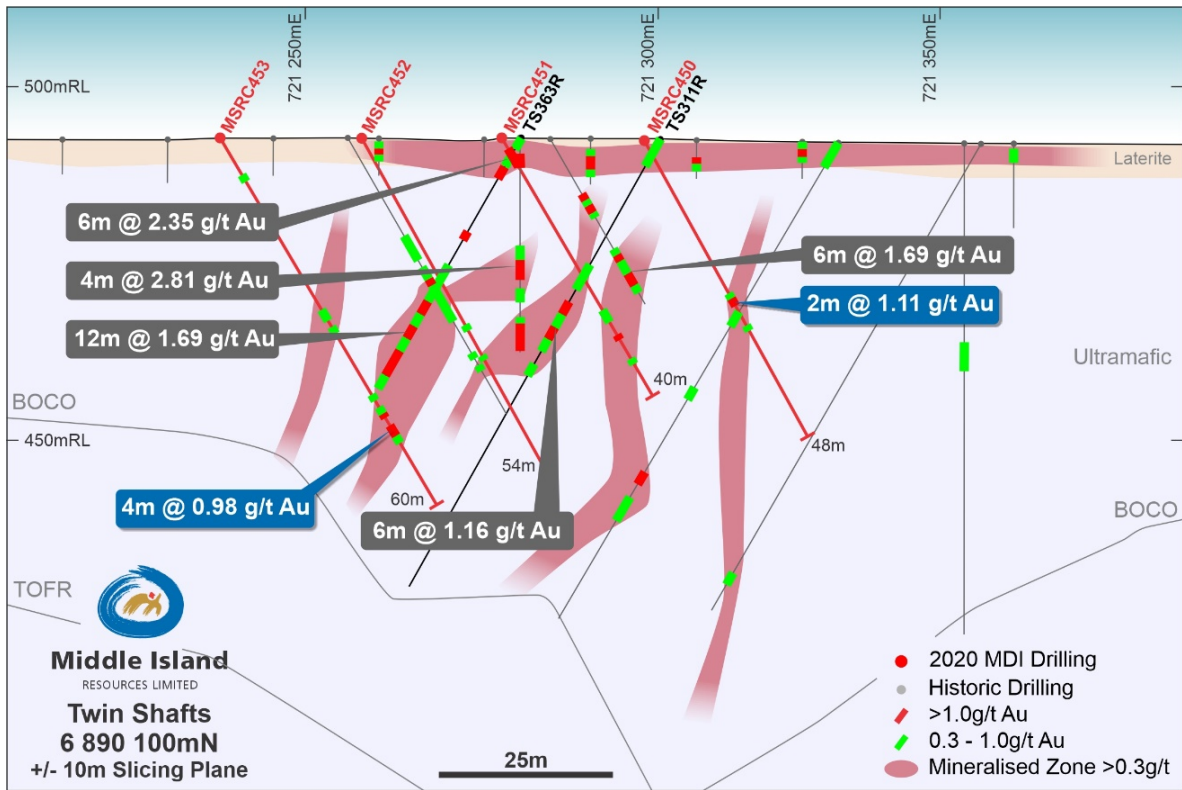 721 250mE
721 300mE
721 350mE
500mRL
MSRC453
MSRC452
MSRC451
TS363R
MSRC450
TS311R
Laterite
6m @ 2.35 g/t Au
4m @ 2.81 g/t Au
6m @ 1.69 g/t Au
2m @ 1.11 g/t Au
12m @ 1.69 g/t Au
Ultramafic
40m
BOCO
450mRL
48m
54m
60m
4m @ 0.98 g/t Au
6m @ 1.16 g/t Au
BOCO
TOFR
Middle Island
RESOURCES LIMITED
Twin Shafts
6 890 100mN
+/- 10m Slicing Plane
25m
2020 MDI Drilling
Historic Drilling
>1.0g/t Au
0.3 - 1.0g/t Au
Mineralised Zone >0.3g/t